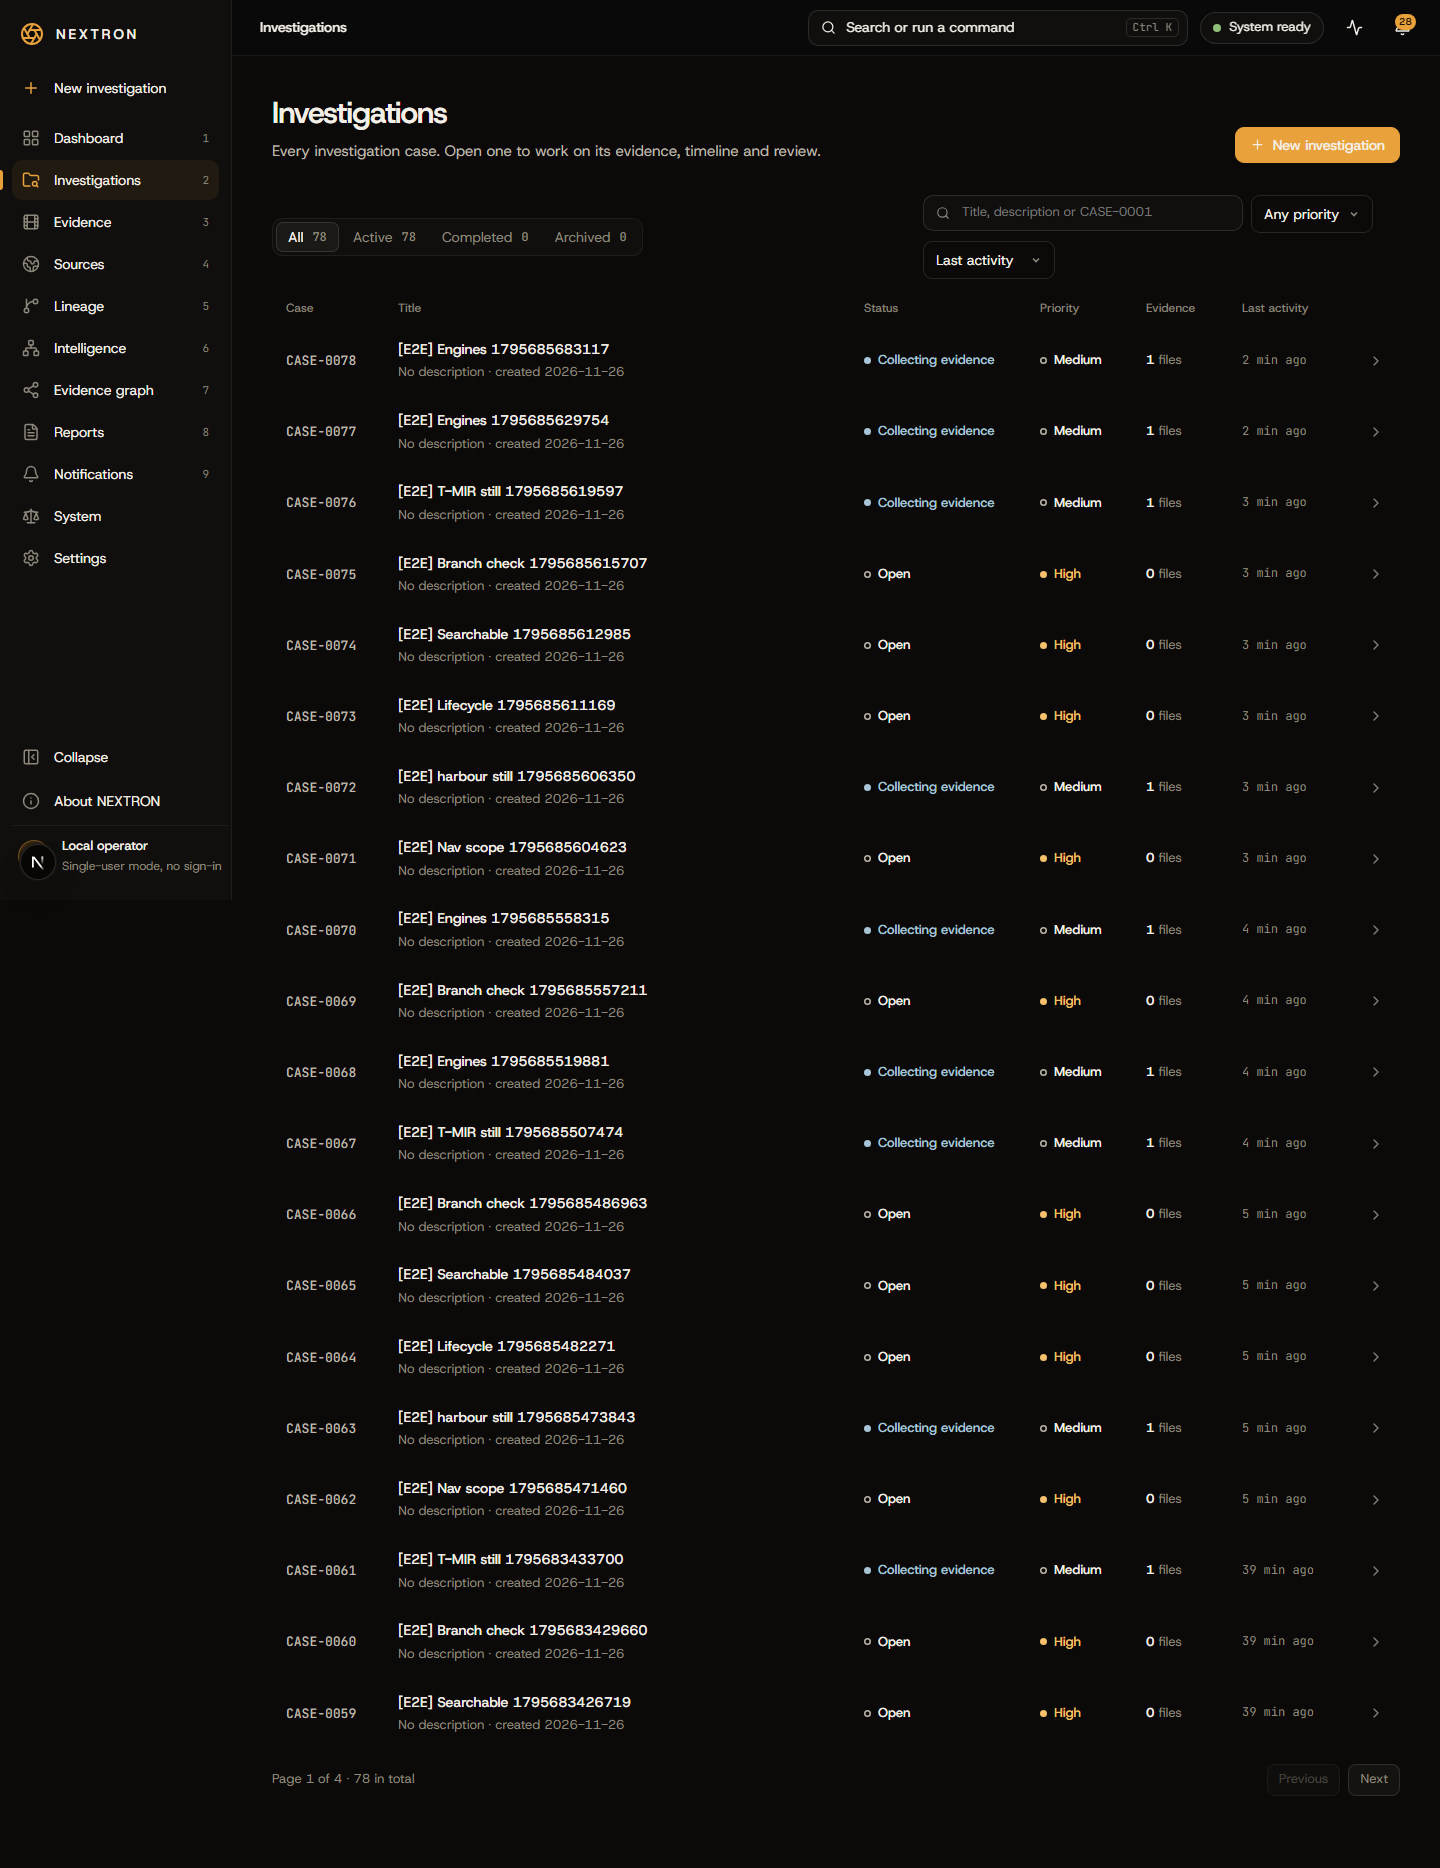 NEXTRON
New investigation
Dashboard 1
Investigations 2
Evidence 3
Sources 4
Lineage 5
Intelligence 6
Evidence graph 7
Reports 8
Notifications 9
System
Settings
Collapse
About NEXTRON
N
Local operator
Single-user mode, no sign-in
Investigations
Search or run a command Ctrl K
System ready
28
Investigations
Every investigation case. Open one to work on its evidence, timeline and review.
New investigation
All 78 Active 78 Completed 0 Archived 0
Title, description or CASE-0001
Any priority
Last activity
Case Title Status Priority Evidence Last activity
CASE-0078 [E2E] Engines 1795685683117 Collecting evidence Medium 1 files 2 min ago
No description · created 2026-11-26
CASE-0077 [E2E] Engines 1795685629754 Collecting evidence Medium 1 files 2 min ago
No description · created 2026-11-26
CASE-0076 [E2E] T-MIR still 1795685619597 Collecting evidence Medium 1 files 3 min ago
No description · created 2026-11-26
CASE-0075 [E2E] Branch check 1795685615707 Open High 0 files 3 min ago
No description · created 2026-11-26
CASE-0074 [E2E] Searchable 1795685612985 Open High 0 files 3 min ago
No description · created 2026-11-26
CASE-0073 [E2E] Lifecycle 1795685611169 Open High 0 files 3 min ago
No description · created 2026-11-26
CASE-0072 [E2E] harbour still 1795685606350 Collecting evidence Medium 1 files 3 min ago
No description · created 2026-11-26
CASE-0071 [E2E] Nav scope 1795685604623 Open High 0 files 3 min ago
No description · created 2026-11-26
CASE-0070 [E2E] Engines 1795685558315 Collecting evidence Medium 1 files 4 min ago
No description · created 2026-11-26
CASE-0069 [E2E] Branch check 1795685557211 Open High 0 files 4 min ago
No description · created 2026-11-26
CASE-0068 [E2E] Engines 1795685519881 Collecting evidence Medium 1 files 4 min ago
No description · created 2026-11-26
CASE-0067 [E2E] T-MIR still 1795685507474 Collecting evidence Medium 1 files 4 min ago
No description · created 2026-11-26
CASE-0066 [E2E] Branch check 1795685486963 Open High 0 files 5 min ago
No description · created 2026-11-26
CASE-0065 [E2E] Searchable 1795685484037 Open High 0 files 5 min ago
No description · created 2026-11-26
CASE-0064 [E2E] Lifecycle 1795685482271 Open High 0 files 5 min ago
No description · created 2026-11-26
CASE-0063 [E2E] harbour still 1795685473843 Collecting evidence Medium 1 files 5 min ago
No description · created 2026-11-26
CASE-0062 [E2E] Nav scope 1795685471460 Open High 0 files 5 min ago
No description · created 2026-11-26
CASE-0061 [E2E] T-MIR still 1795683433700 Collecting evidence Medium 1 files 39 min ago
No description · created 2026-11-26
CASE-0060 [E2E] Branch check 1795683429660 Open High 0 files 39 min ago
No description · created 2026-11-26
CASE-0059 [E2E] Searchable 1795683426719 Open High 0 files 39 min ago
No description · created 2026-11-26
Page 1 of 4 · 78 in total
Previous Next